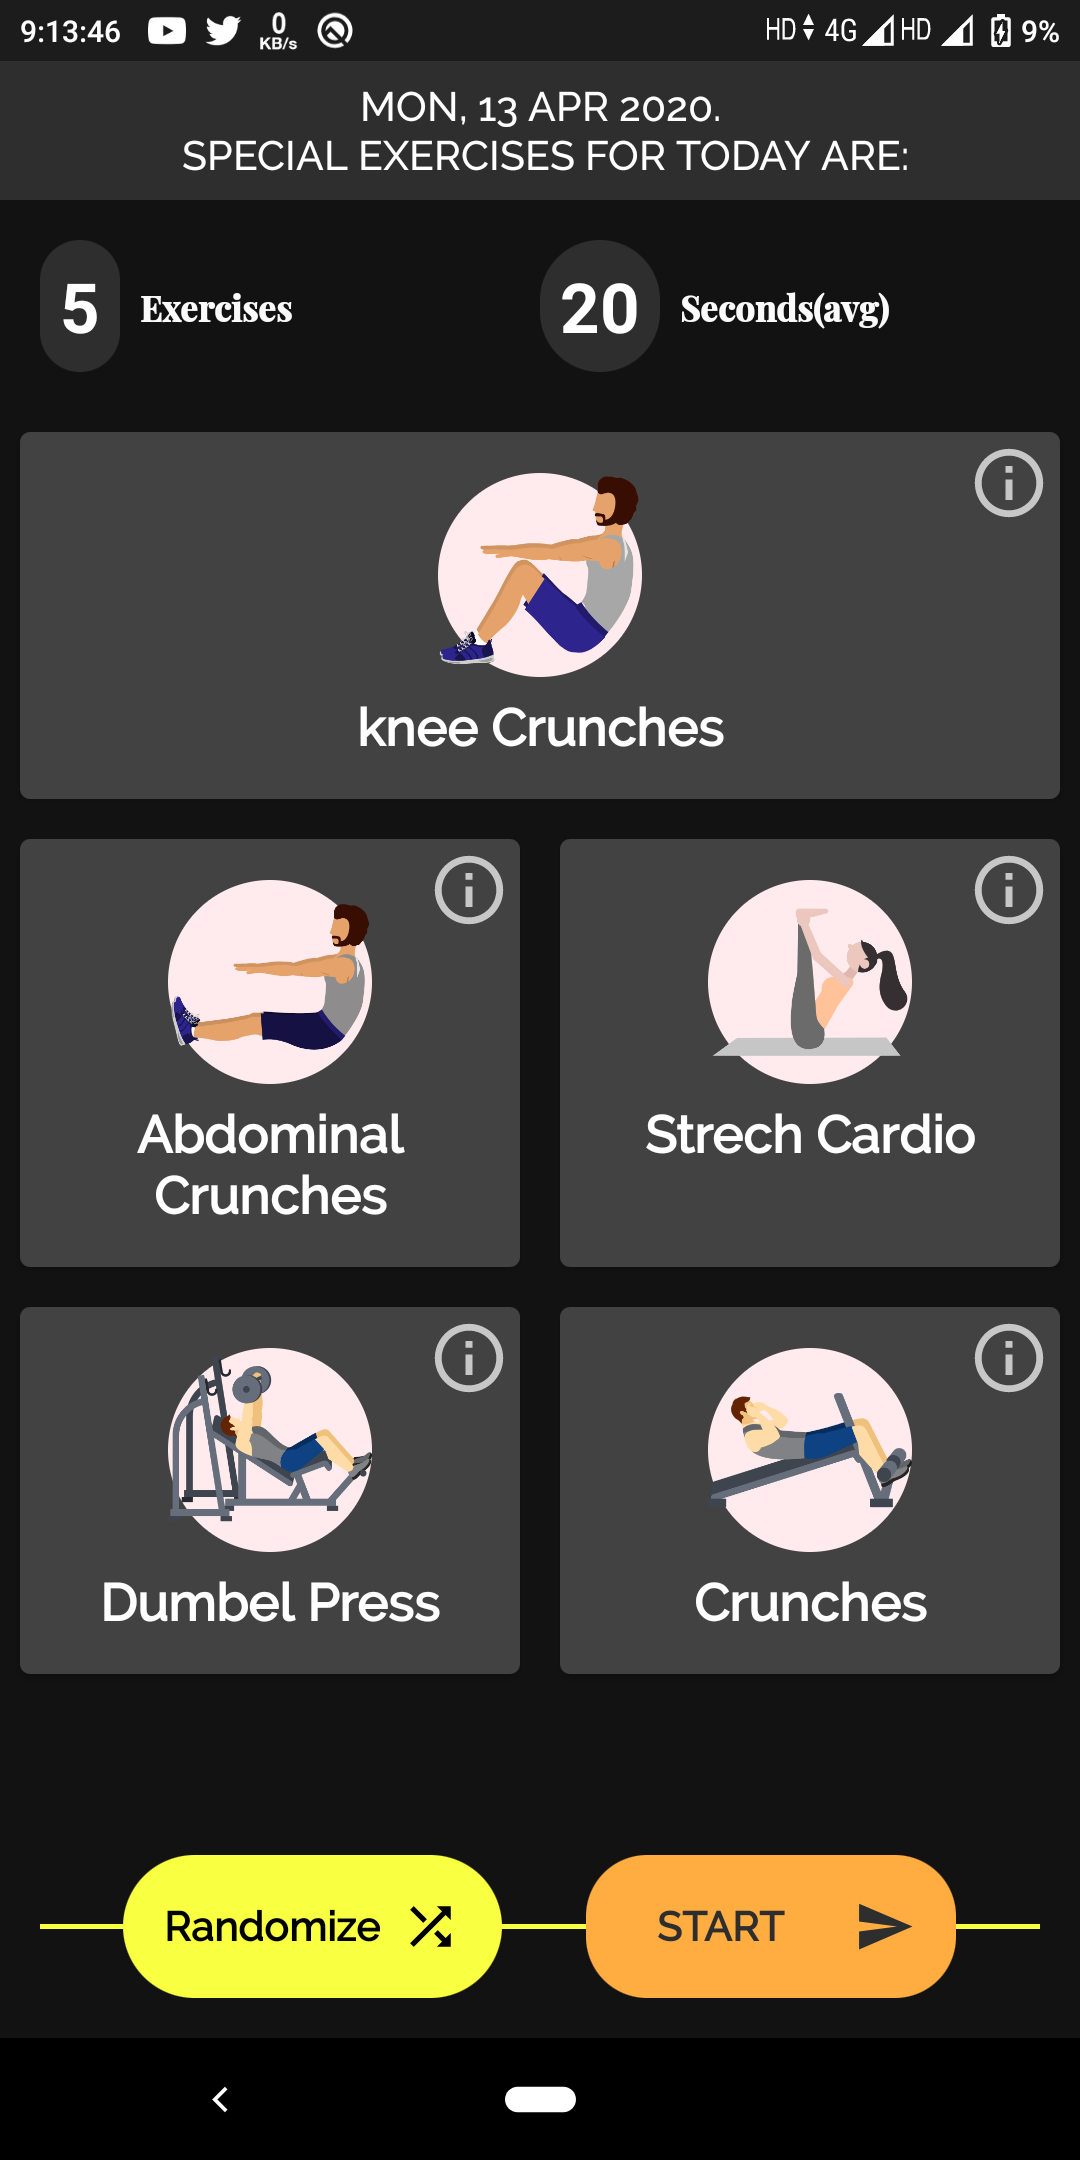 9:13:46 0 KB/s HD 4G HD 9%
MON, 13 APR 2020.
SPECIAL EXERCISES FOR TODAY ARE:
5 Exercises 20 Seconds(avg)
knee Crunches
Abdominal
Crunches
Strech Cardio
Dumbel Press
Crunches
Randomize
START